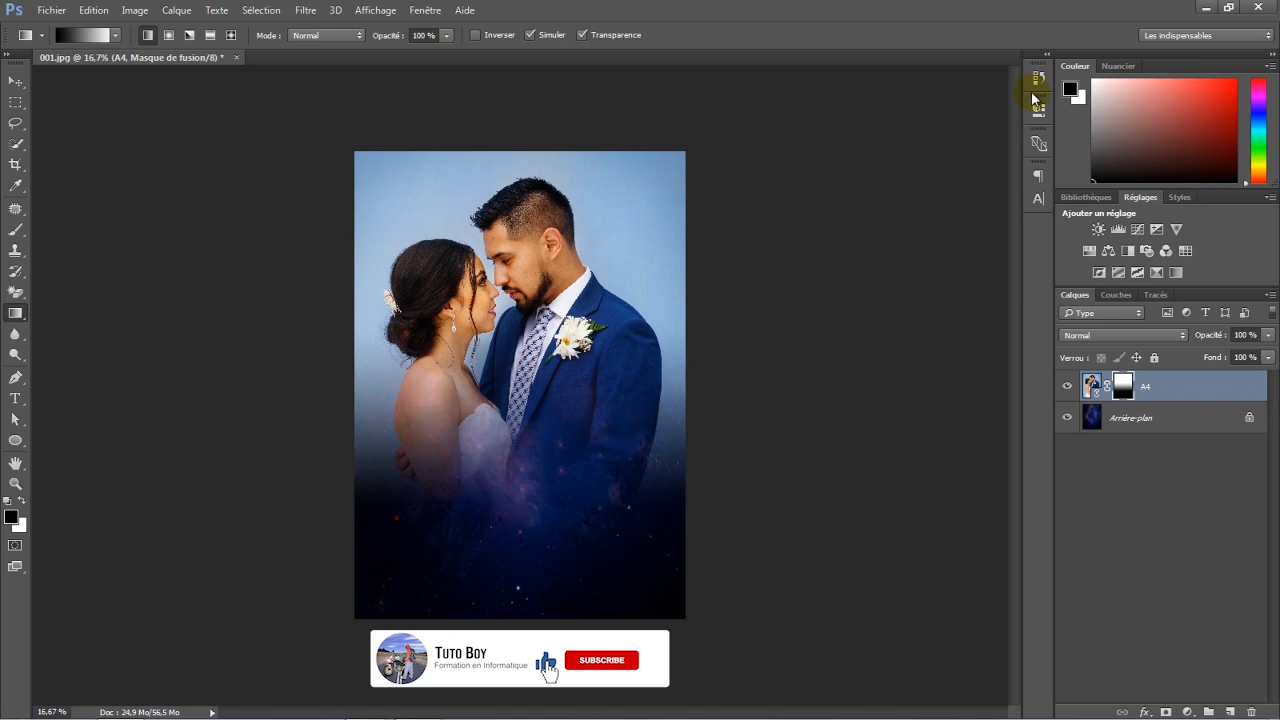 Ps Fichier Edition Image Calque Texte Sélection Filtre 3D Affichage Fenêtre Aide
Mode : Normal Opacité : 100 % Inverser Simuler Transparence Les indispensables
001.jpg @ 16,7% (A4, Masque de fusion/8) * ×
Couleur Nuancier
Bibliothèques Réglages Styles
Ajouter un réglage
Calques Couches Tracés
Type
Normal Opacité : 100 %
Verrou : Fond : 100 %
A4
Arrière-plan
TUTO BOY
Formation en Informatique
SUBSCRIBE
16,67 % Doc : 24,9 Mo/56,5 Mo